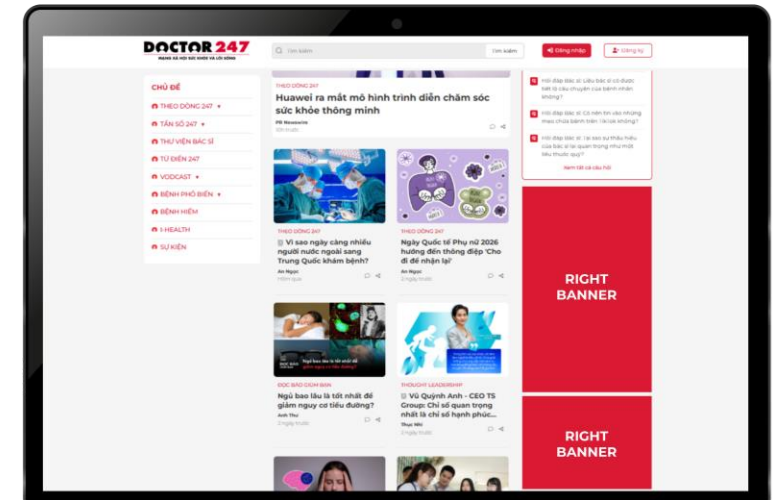 DOCTOR 247
MẠNG XÃ HỘI SỨC KHỎE VÀ LỐI SỐNG
Tìm kiếm
Tìm kiếm
Đăng nhập
Đăng ký
CHỦ ĐỀ
THEO DÒNG 247
TẦN SỐ 247
THƯ VIỆN BÁC SĨ
TỪ ĐIỂN 247
VODCAST
BỆNH PHỔ BIẾN
BỆNH HIẾM
I-HEALTH
SỰ KIỆN
THEO DÒNG 247
Huawei ra mắt mô hình trình diễn chăm sóc
sức khỏe thông minh
PR Newswire
trước
THEO DÒNG 247
Vì sao ngày càng nhiều
người nước ngoài sang
Trung Quốc khám bệnh?
An Ngọc
Hôm qua
THEO DÒNG 247
Ngày Quốc tế Phụ nữ 2026
hướng đến thông điệp 'Cho
đi để nhận lại'
An Ngọc
2 ngày trước
ĐỌC BÁO GIÙM BẠN
Ngủ bao lâu là tốt nhất để
giảm nguy cơ tiểu đường?
Anh Thư
2 ngày trước
THOUGHT LEADERSHIP
Vũ Quỳnh Anh - CEO TS
Group: Chỉ số quan trọng
nhất là chỉ số hạnh phúc...
Thục Nhi
2 ngày trước
Hỏi đáp Bác sĩ: Liệu bác sĩ có được
tiết lộ câu chuyện của bệnh nhân
không?
Hỏi đáp Bác sĩ: Có nên tin vào những
mẹo chữa bệnh trên
không?
Hỏi đáp Bác sĩ: Tại sao sự thấu hiểu
của bác sĩ lại quan trọng như một
liều thuốc quý?
Xem tất cả câu hỏi
RIGHT
BANNER
RIGHT
BANNER